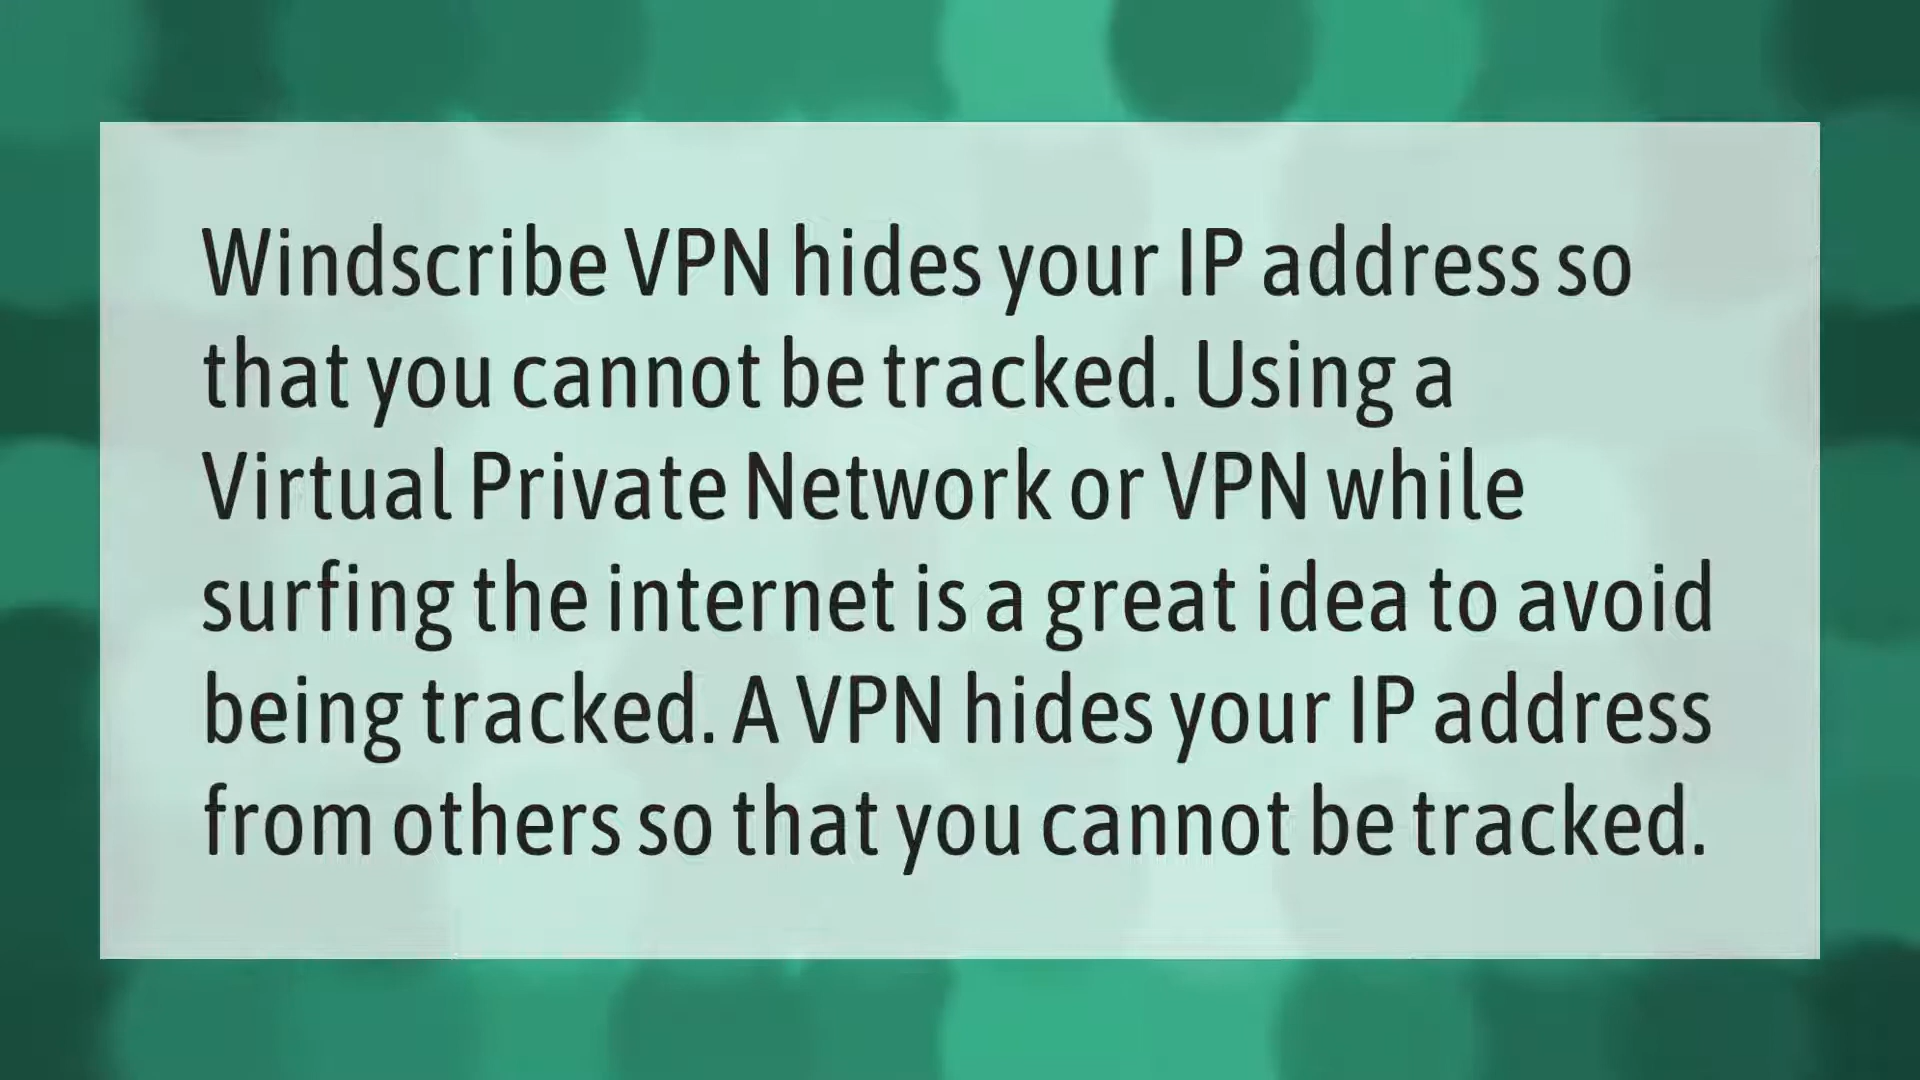 Windscribe VPN hides your IP address so
that you cannot be tracked. Using a
Virtual Private Network or VPN while
surfing the internet is a great idea to avoid
being tracked. A VPN hides your IP address
from others so that you cannot be tracked.